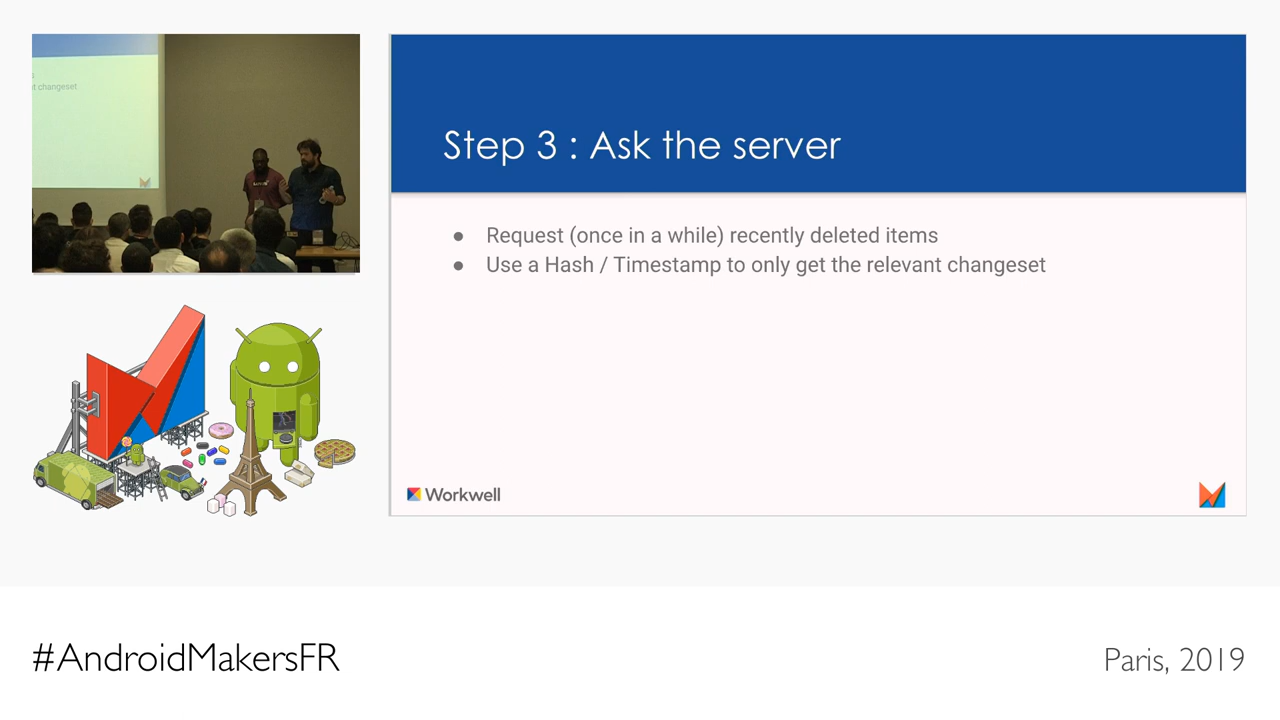 t changeset
Step 3 : Ask the server
● Request (once in a while) recently deleted items
● Use a Hash / Timestamp to only get the relevant changeset
Workwell
#AndroidMakersFR
Paris, 2019